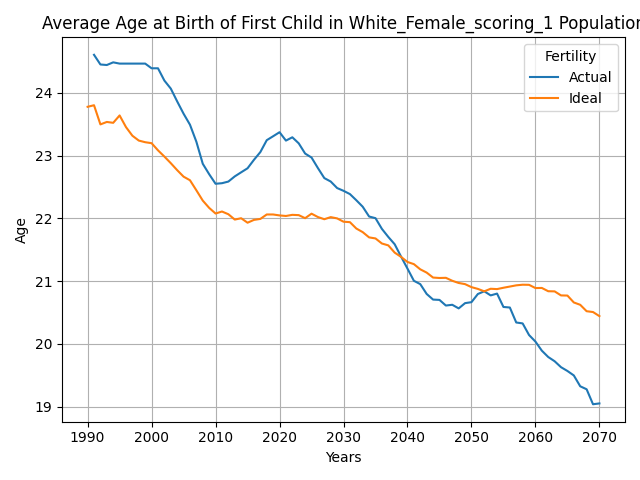 Average Age at Birth of First Child in White_Female_scoring_1 Population
Fertility
Actual
Ideal
24
23
22
21
20
19
Age
1990 2000 2010 2020 2030 2040 2050 2060 2070
Years